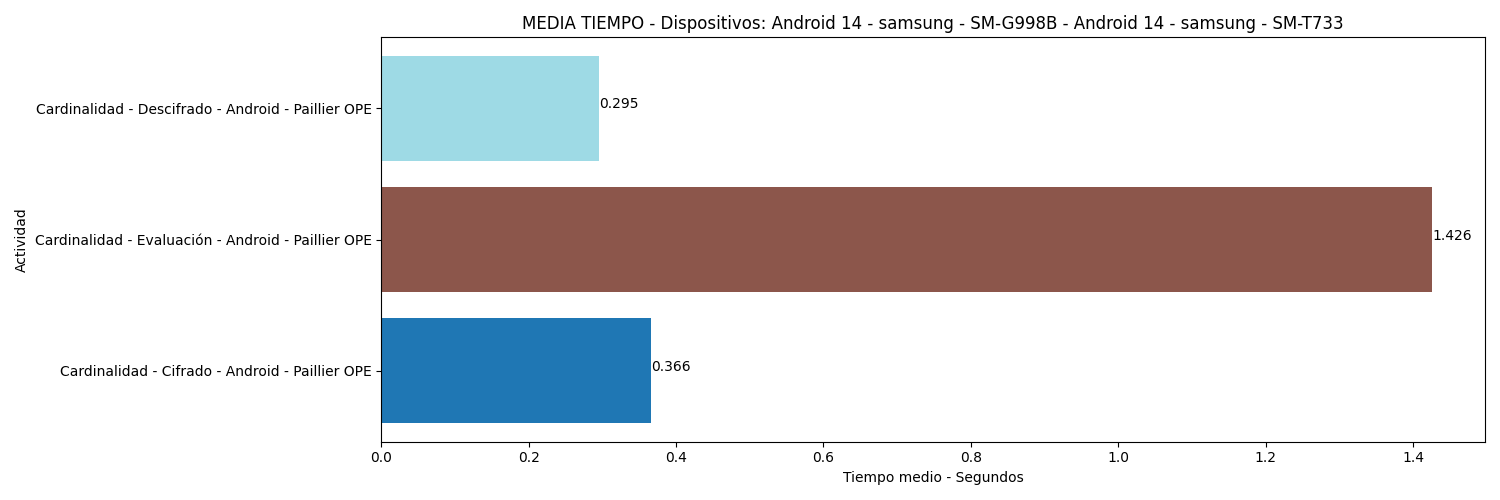 MEDIA TIEMPO - Dispositivos: Android 14 - samsung - SM-G998B - Android 14 - samsung - SM-T733
Actividad
Cardinalidad - Descifrado - Android - Paillier OPE
0.295
Cardinalidad - Evaluación - Android - Paillier OPE
1.426
Cardinalidad - Cifrado - Android - Paillier OPE
0.366
0.0 0.2 0.4 0.6 0.8 1.0 1.2 1.4
Tiempo medio - Segundos